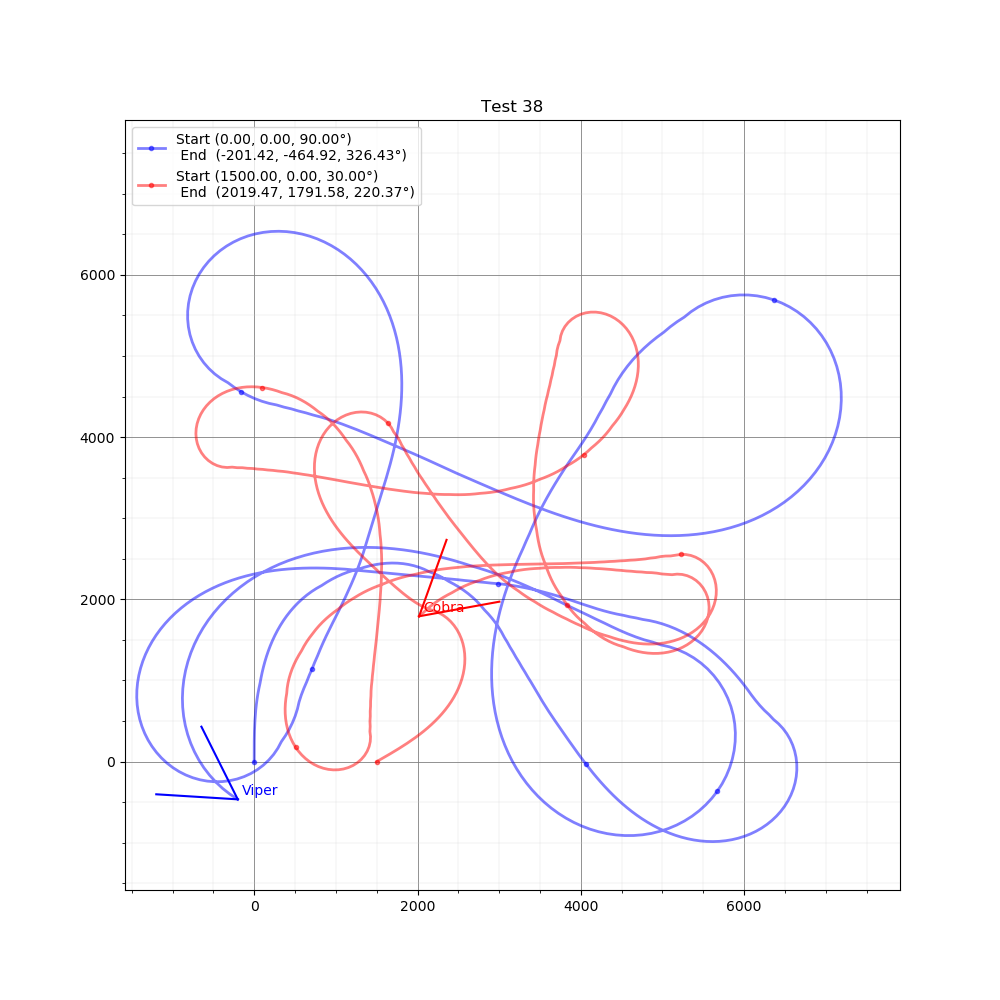 Test 38
Start (0.00, 0.00, 90.00°)
End  (-201.42, -464.92, 326.43°)
Start (1500.00, 0.00, 30.00°)
End  (2019.47, 1791.58, 220.37°)
6000
4000
2000
0
Cobra
Viper
0
2000
4000
6000